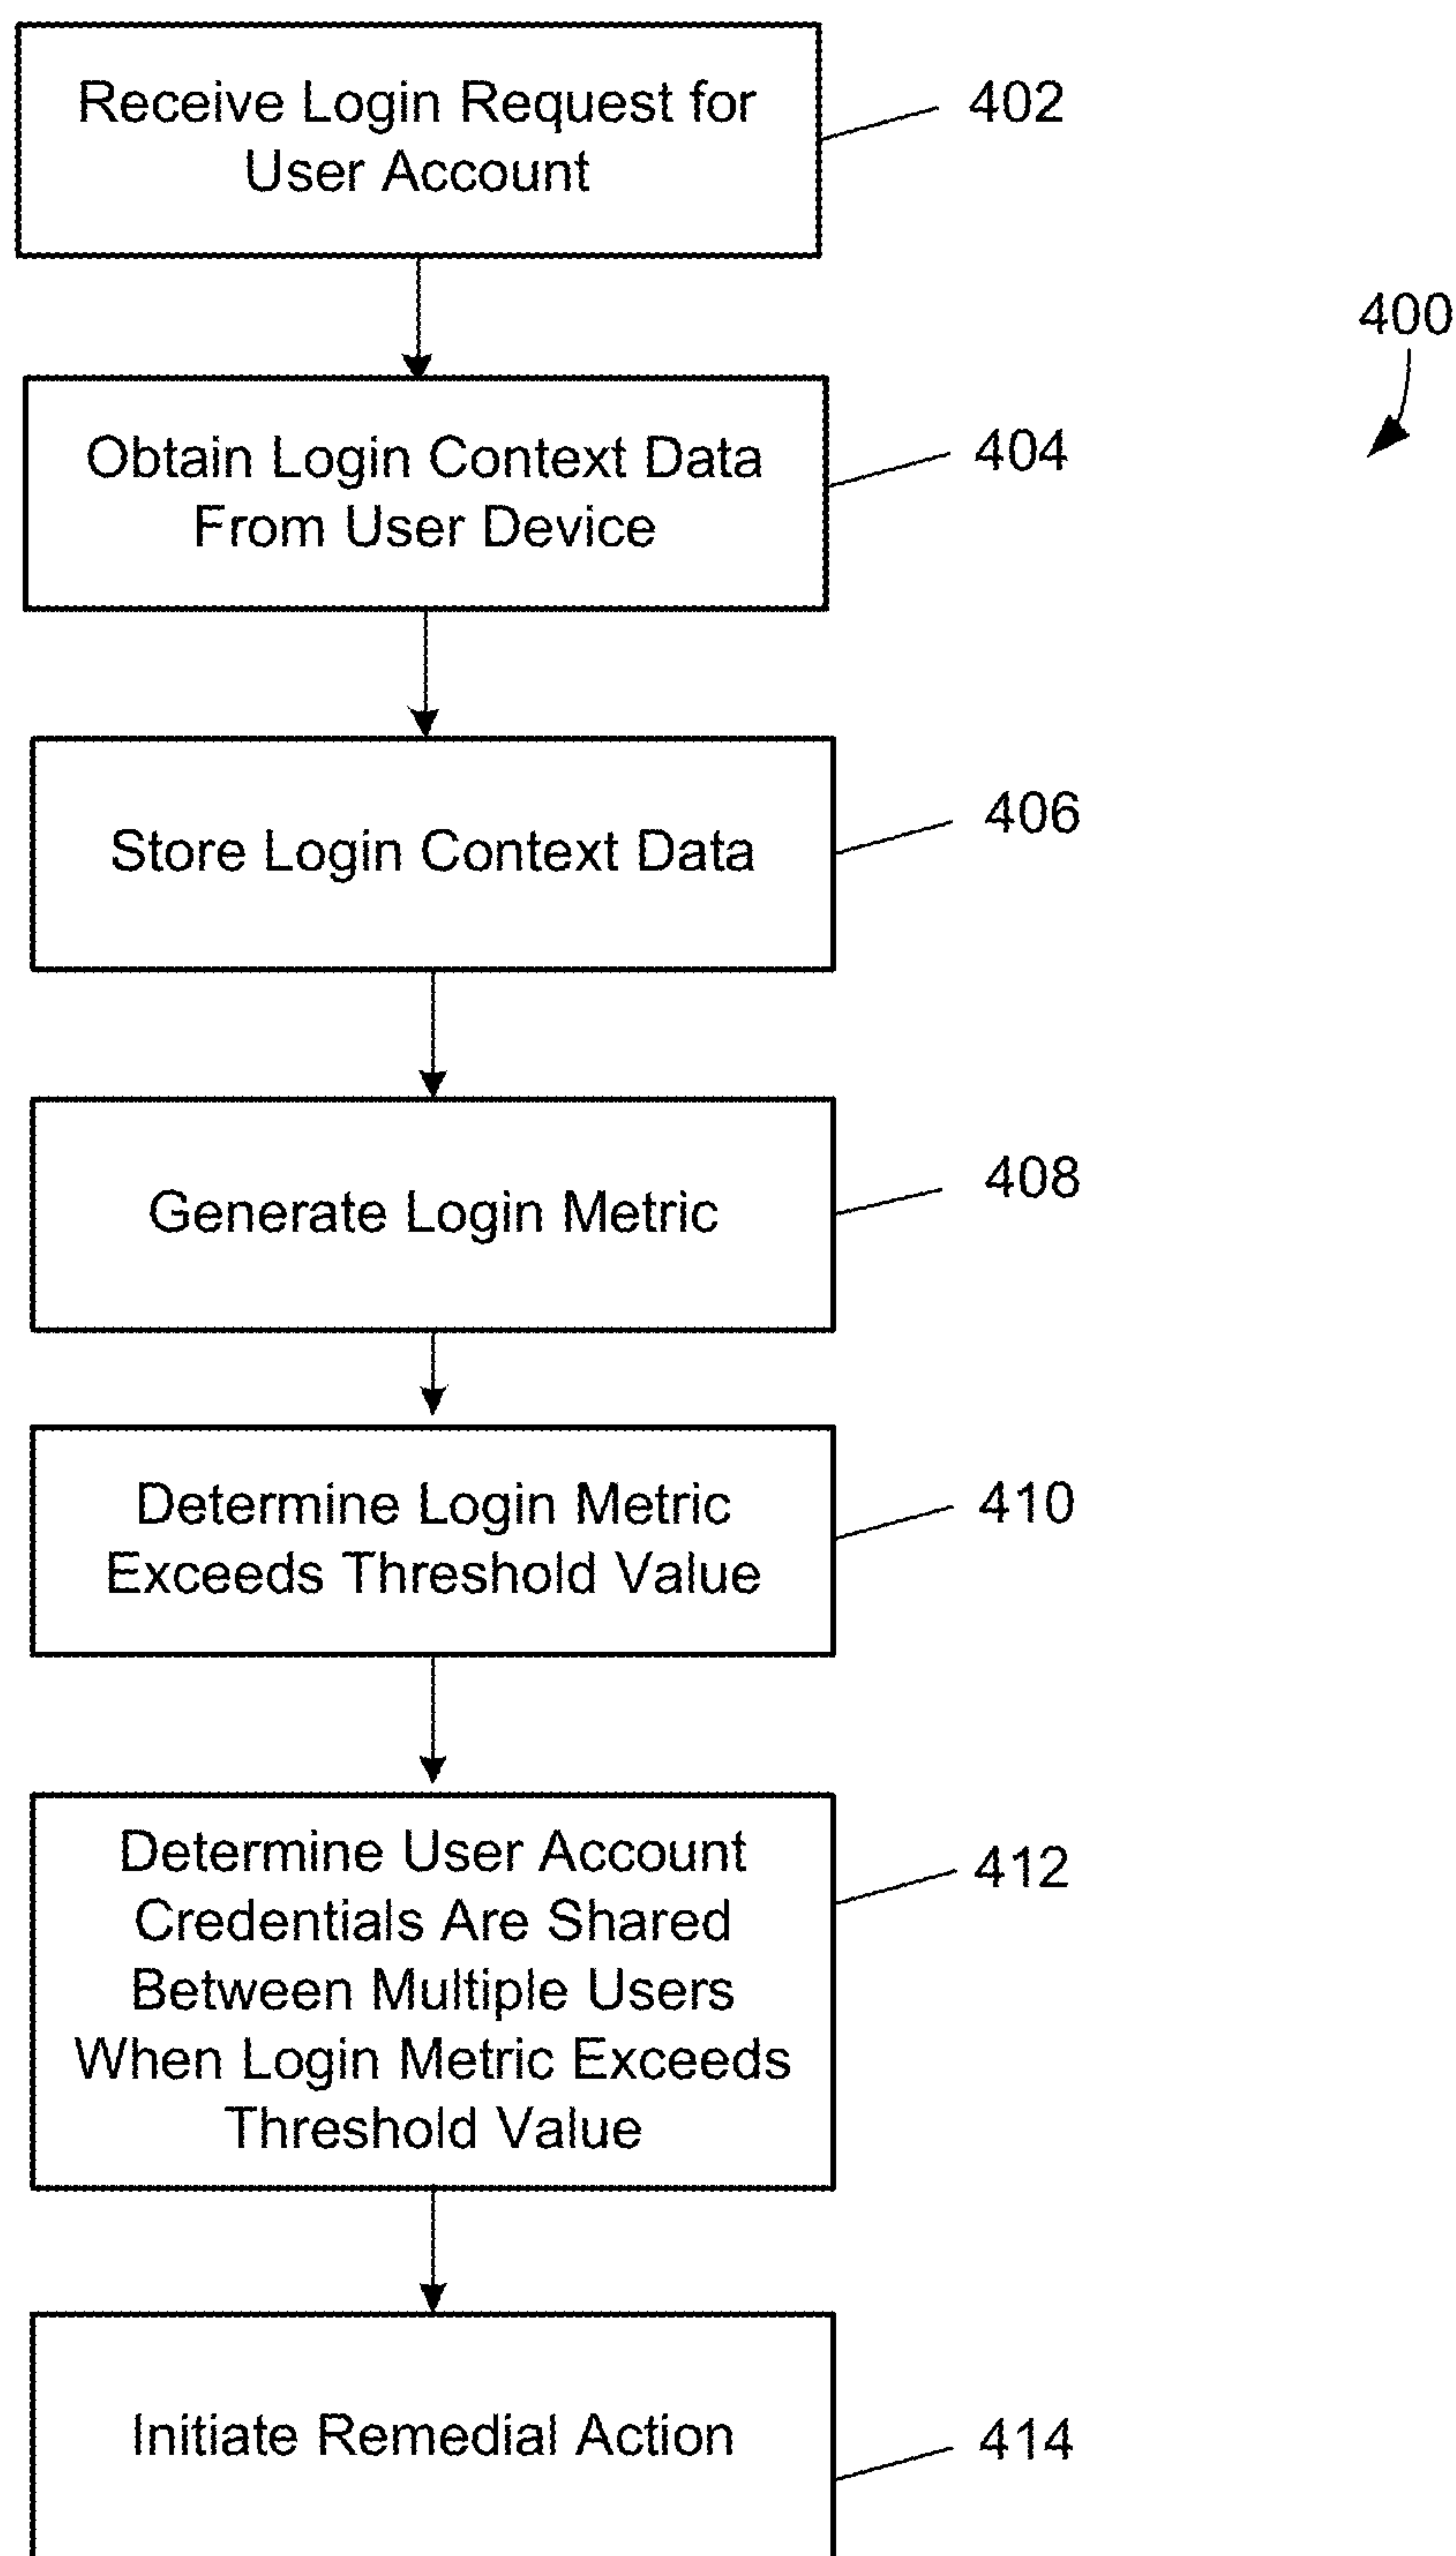 Receive Login Request for
User Account
402
400
Obtain Login Context Data
From User Device
404
Store Login Context Data
406
Generate Login Metric
408
Determine Login Metric
Exceeds Threshold Value
410
Determine User Account
Credentials Are Shared
Between Multiple Users
When Login Metric Exceeds
Threshold Value
412
Initiate Remedial Action
414